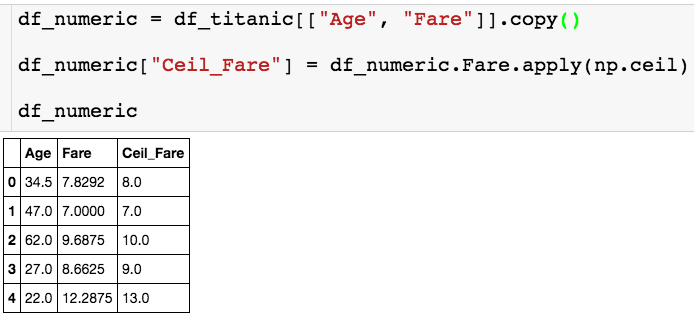 df_numeric = df_titanic[["Age", "Fare"]].copy()
df_numeric["Ceil_Fare"] = df_numeric.Fare.apply(np.ceil)
df_numeric
Age Fare Ceil_Fare
0 34.5 7.8292 8.0
1 47.0 7.0000 7.0
2 62.0 9.6875 10.0
3 27.0 8.6625 9.0
4 22.0 12.2875 13.0